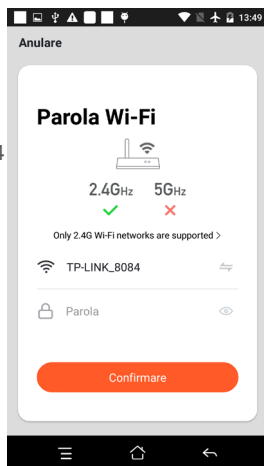 13:49
Anulare
Parola Wi-Fi
2.4GHz 5GHz
Only 2.4G Wi-Fi networks are supported >
TP-LINK_8084
Parola
Confirmare
4